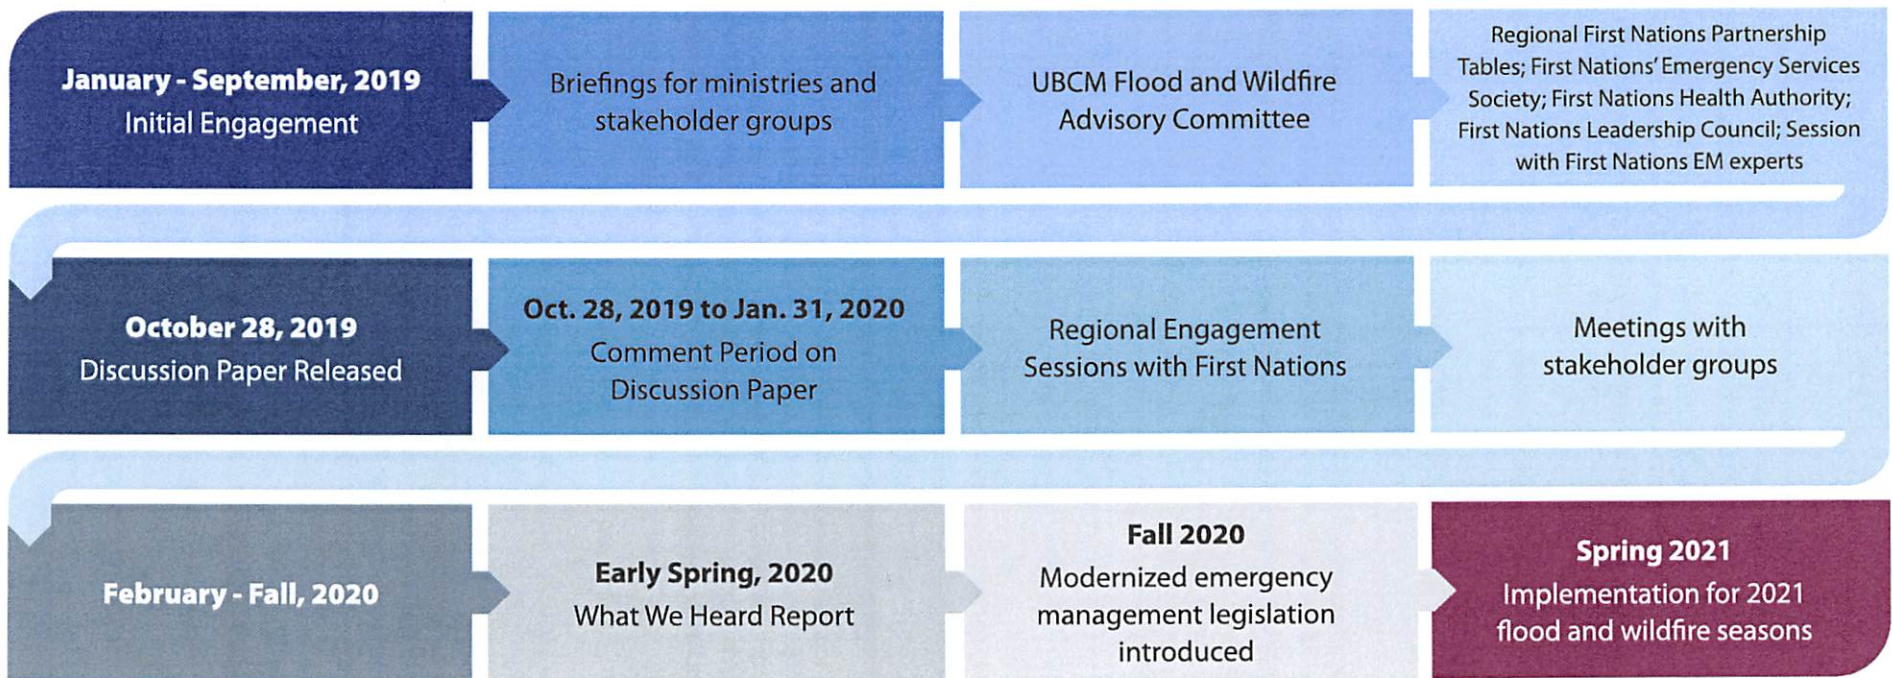 January - September, 2019
Initial Engagement
Briefings for ministries and
stakeholder groups
UBCM Flood and Wildfire
Advisory Committee
Regional First Nations Partnership
Tables; First Nations' Emergency Services
Society; First Nations Health Authority;
First Nations Leadership Council; Session
with First Nations EM experts
October 28, 2019
Discussion Paper Released
Oct. 28, 2019 to Jan. 31, 2020
Comment Period on
Discussion Paper
Regional Engagement
Sessions with First Nations
Meetings with
stakeholder groups
February - Fall, 2020
Early Spring, 2020
What We Heard Report
Fall 2020
Modernized emergency
management legislation
introduced
Spring 2021
Implementation for 2021
flood and wildfire seasons